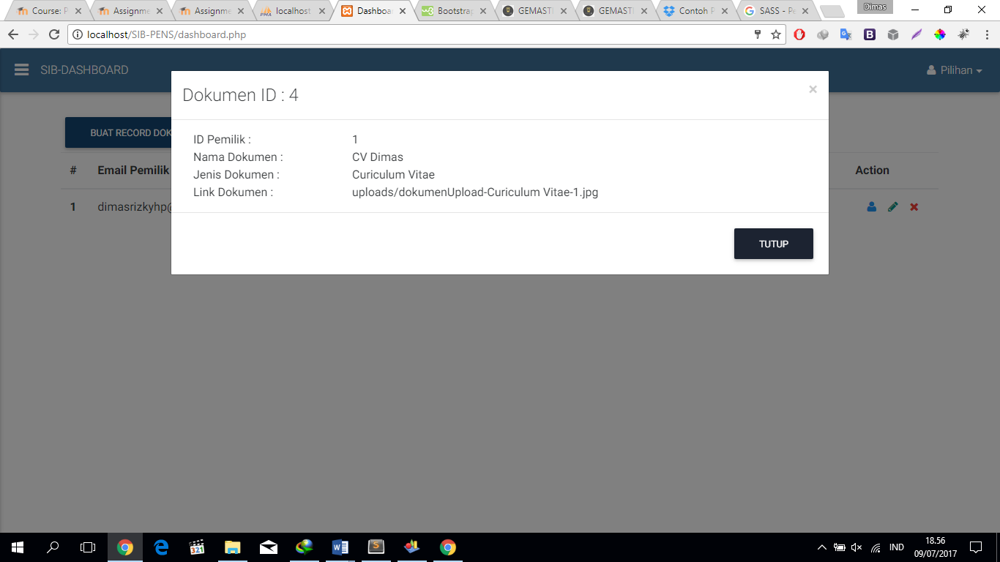 Course: P
Assignme
Assignme
localhost
Dashboar
Bootstrap
GEMASTI
GEMASTI
Contoh P
SASS - Pe
Dimas
localhost/SIB-PENS/dashboard.php
SIB-DASHBOARD
Pilihan
Dokumen ID : 4
×
BUAT RECORD DOK
ID Pemilik : 1
Nama Dokumen : CV Dimas
Jenis Dokumen : Curiculum Vitae
Link Dokumen : uploads/dokumenUpload-Curiculum Vitae-1.jpg
# Email Pemilik Action
1 dimasrizkyhp@
TUTUP
IND
18.56
09/07/2017